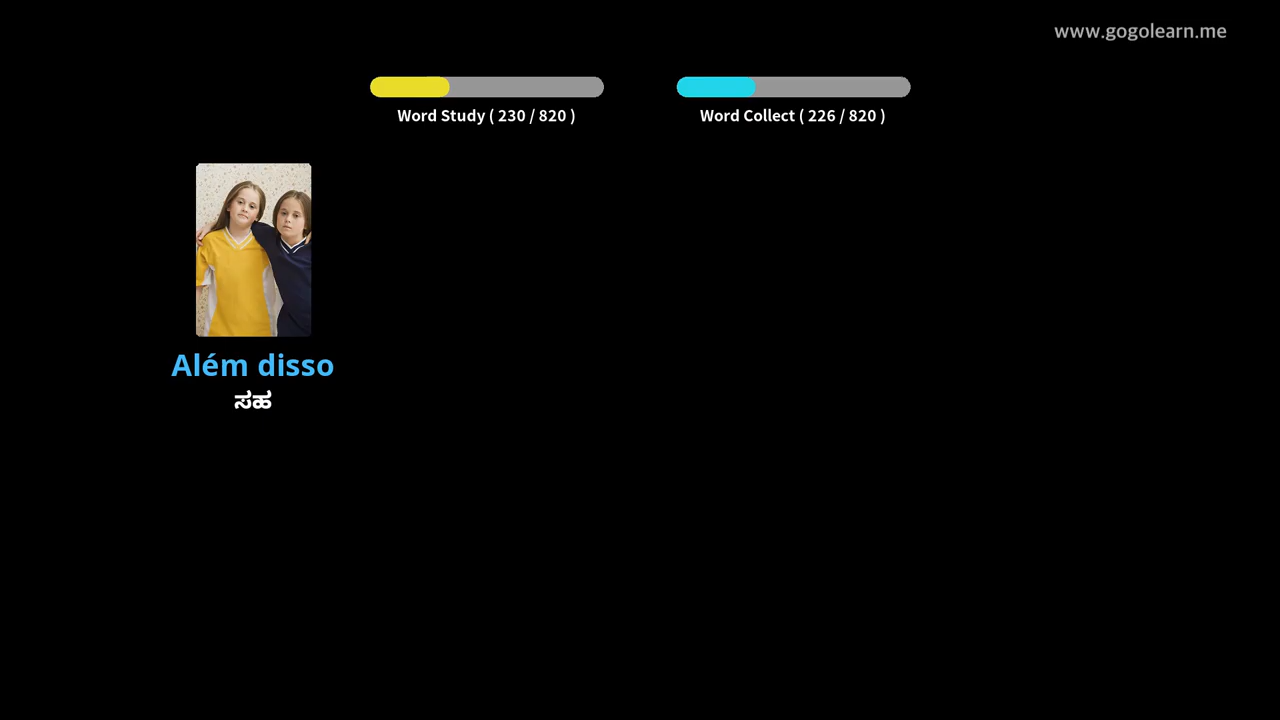 www.gogolearn.me
Word Study ( 230 / 820 )
Word Collect ( 226 / 820 )
Além disso
ಸಹ